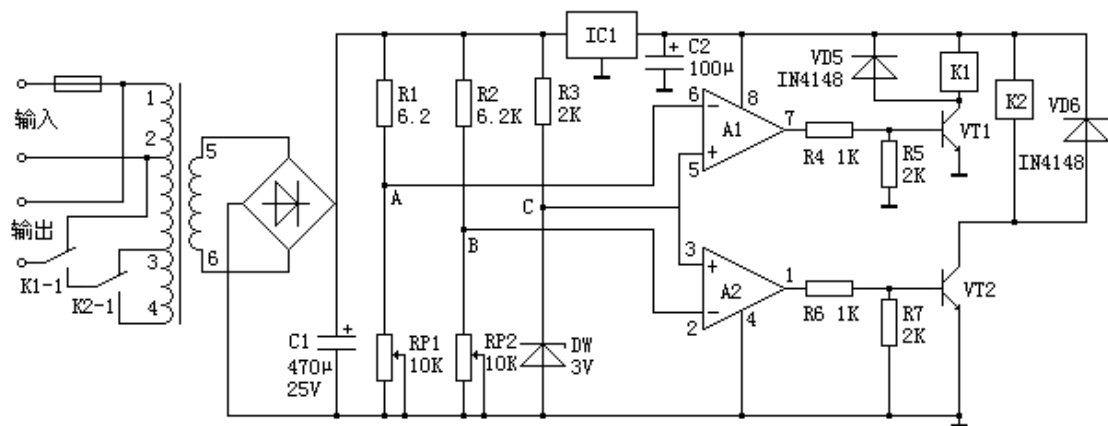 输入
输出
1
2
3
4
5
6
K1-1
K2-1
C1
470μ
25V
R1
6.2
R2
6.2K
R3
2K
IC1
C2
100μ
A
B
C
RP1
10K
RP2
10K
DW
3V
6
5
8
7
A1
3
2
4
1
A2
R4 1K
R5
2K
R6 1K
R7
2K
VD5
IN4148
K1
VT1
K2
VD6
IN4148
VT2